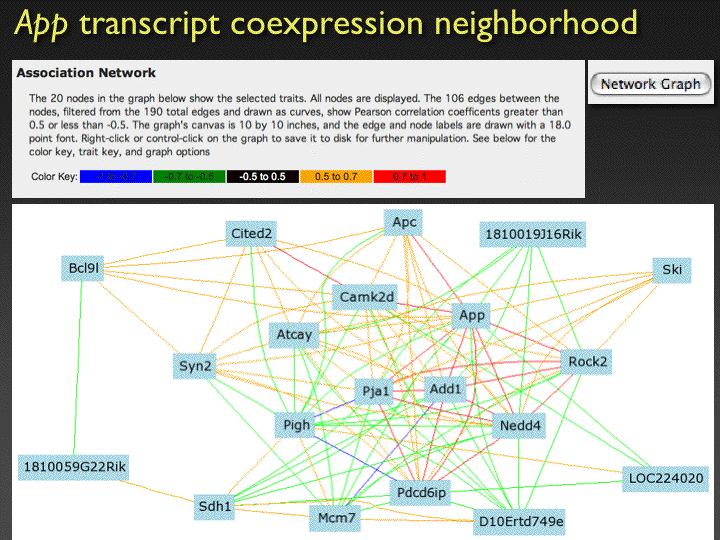 App transcript coexpression neighborhood
Association Network
Network Graph
The 20 nodes in the graph below show the selected traits. All nodes are displayed. The 106 edges between the
nodes, filtered from the 190 total edges and drawn as curves, show Pearson correlation coefficents greater than
0.5 or less than -0.5. The graph's canvas is 10 by 10 inches, and the edge and node labels are drawn with a 18.0
point font. Right-click or control-click on the graph to save it to disk for further manipulation. See below for the
color key, trait key, and graph options
Color Key: -0.7 to -0.5 -0.5 to 0.5 0.5 to 0.7 0.7 to 1
Apc
Cited2
1810019J16Rik
Bcl9l
Ski
Camk2d
App
Atcay
Rock2
Syn2
Pja1
Add1
Pigh
Nedd4
1810059G22Rik
LOC224020
Pdcd6ip
Sdh1
Mcm7
D10Ertd749e